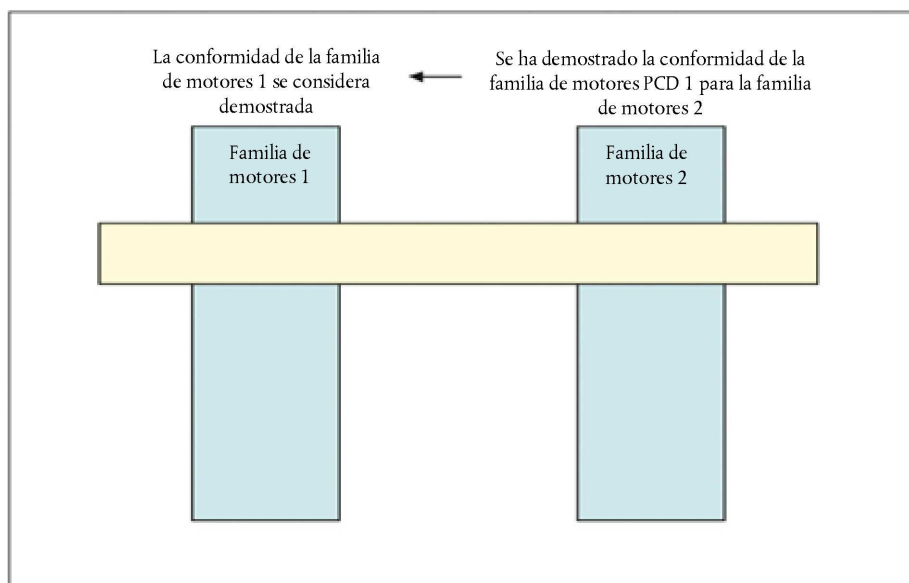 La conformidad de la familia
de motores 1 se considera
demostrada
Se ha demostrado la conformidad de la
familia de motores PCD 1 para la familia
de motores 2
Familia de
motores 1
Familia de
motores 2